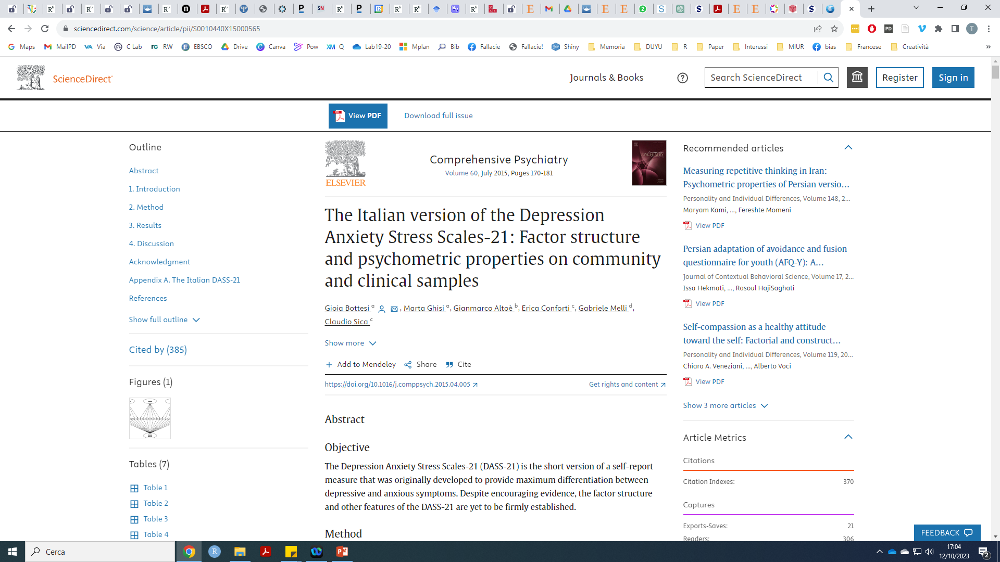 sciencedirect.com/science/article/pii/S0010440X15000565
Maps MailPD Via C Lab RW EBSCO Drive Canva Pow Q Lab19-20 Mplan Bib Fallacie Fallacie! Shiny Memoria DUYU R Paper Interessi MIUR bias Francese Creatività »
ScienceDirect
Journals & Books
Search ScienceDirect
Register
Sign in
View PDF
Download full issue
Outline
Abstract
1. Introduction
2. Method
3. Results
4. Discussion
Acknowledgment
Appendix A. The Italian DASS-21
References
Show full outline
Cited by (385)
Figures (1)
Tables (7)
Table 1
Table 2
Table 3
Table 4
ELSEVIER
Comprehensive Psychiatry
Volume 60, July 2015, Pages 170-181
The Italian version of the Depression
Anxiety Stress Scales-21: Factor structure
and psychometric properties on community
and clinical samples
Gioia Bottesi a, Marta Ghisi a, Gianmarco Altoè b, Erica Conforti c, Gabriele Melli d,
Claudio Sica c
Show more
Add to Mendeley Share Cite
https://doi.org/10.1016/j.comppsych.2015.04.005
Get rights and content
Abstract
Objective
The Depression Anxiety Stress Scales-21 (DASS-21) is the short version of a self-report
measure that was originally developed to provide maximum differentiation between
depressive and anxious symptoms. Despite encouraging evidence, the factor structure
and other features of the DASS-21 are yet to be firmly established.
Method
Recommended articles
Measuring repetitive thinking in Iran:
Psychometric properties of Persian versio...
Personality and Individual Differences, Volume 148, 2...
Maryam Kami, ..., Fereshte Momeni
View PDF
Persian adaptation of avoidance and fusion
questionnaire for youth (AFQ-Y): A...
Journal of Contextual Behavioral Science, Volume 17, 2...
Issa Hekmati, ..., Rasoul HajiSaghati
View PDF
Self-compassion as a healthy attitude
toward the self: Factorial and construct...
Personality and Individual Differences, Volume 119, 20...
Chiara A. Veneziani, ..., Alberto Voci
View PDF
Show 3 more articles
Article Metrics
Citations
Citation Indexes: 370
Captures
Exports-Saves: 21
Readers: 306
FEEDBACK
Cerca
17:04
12/10/2023
2